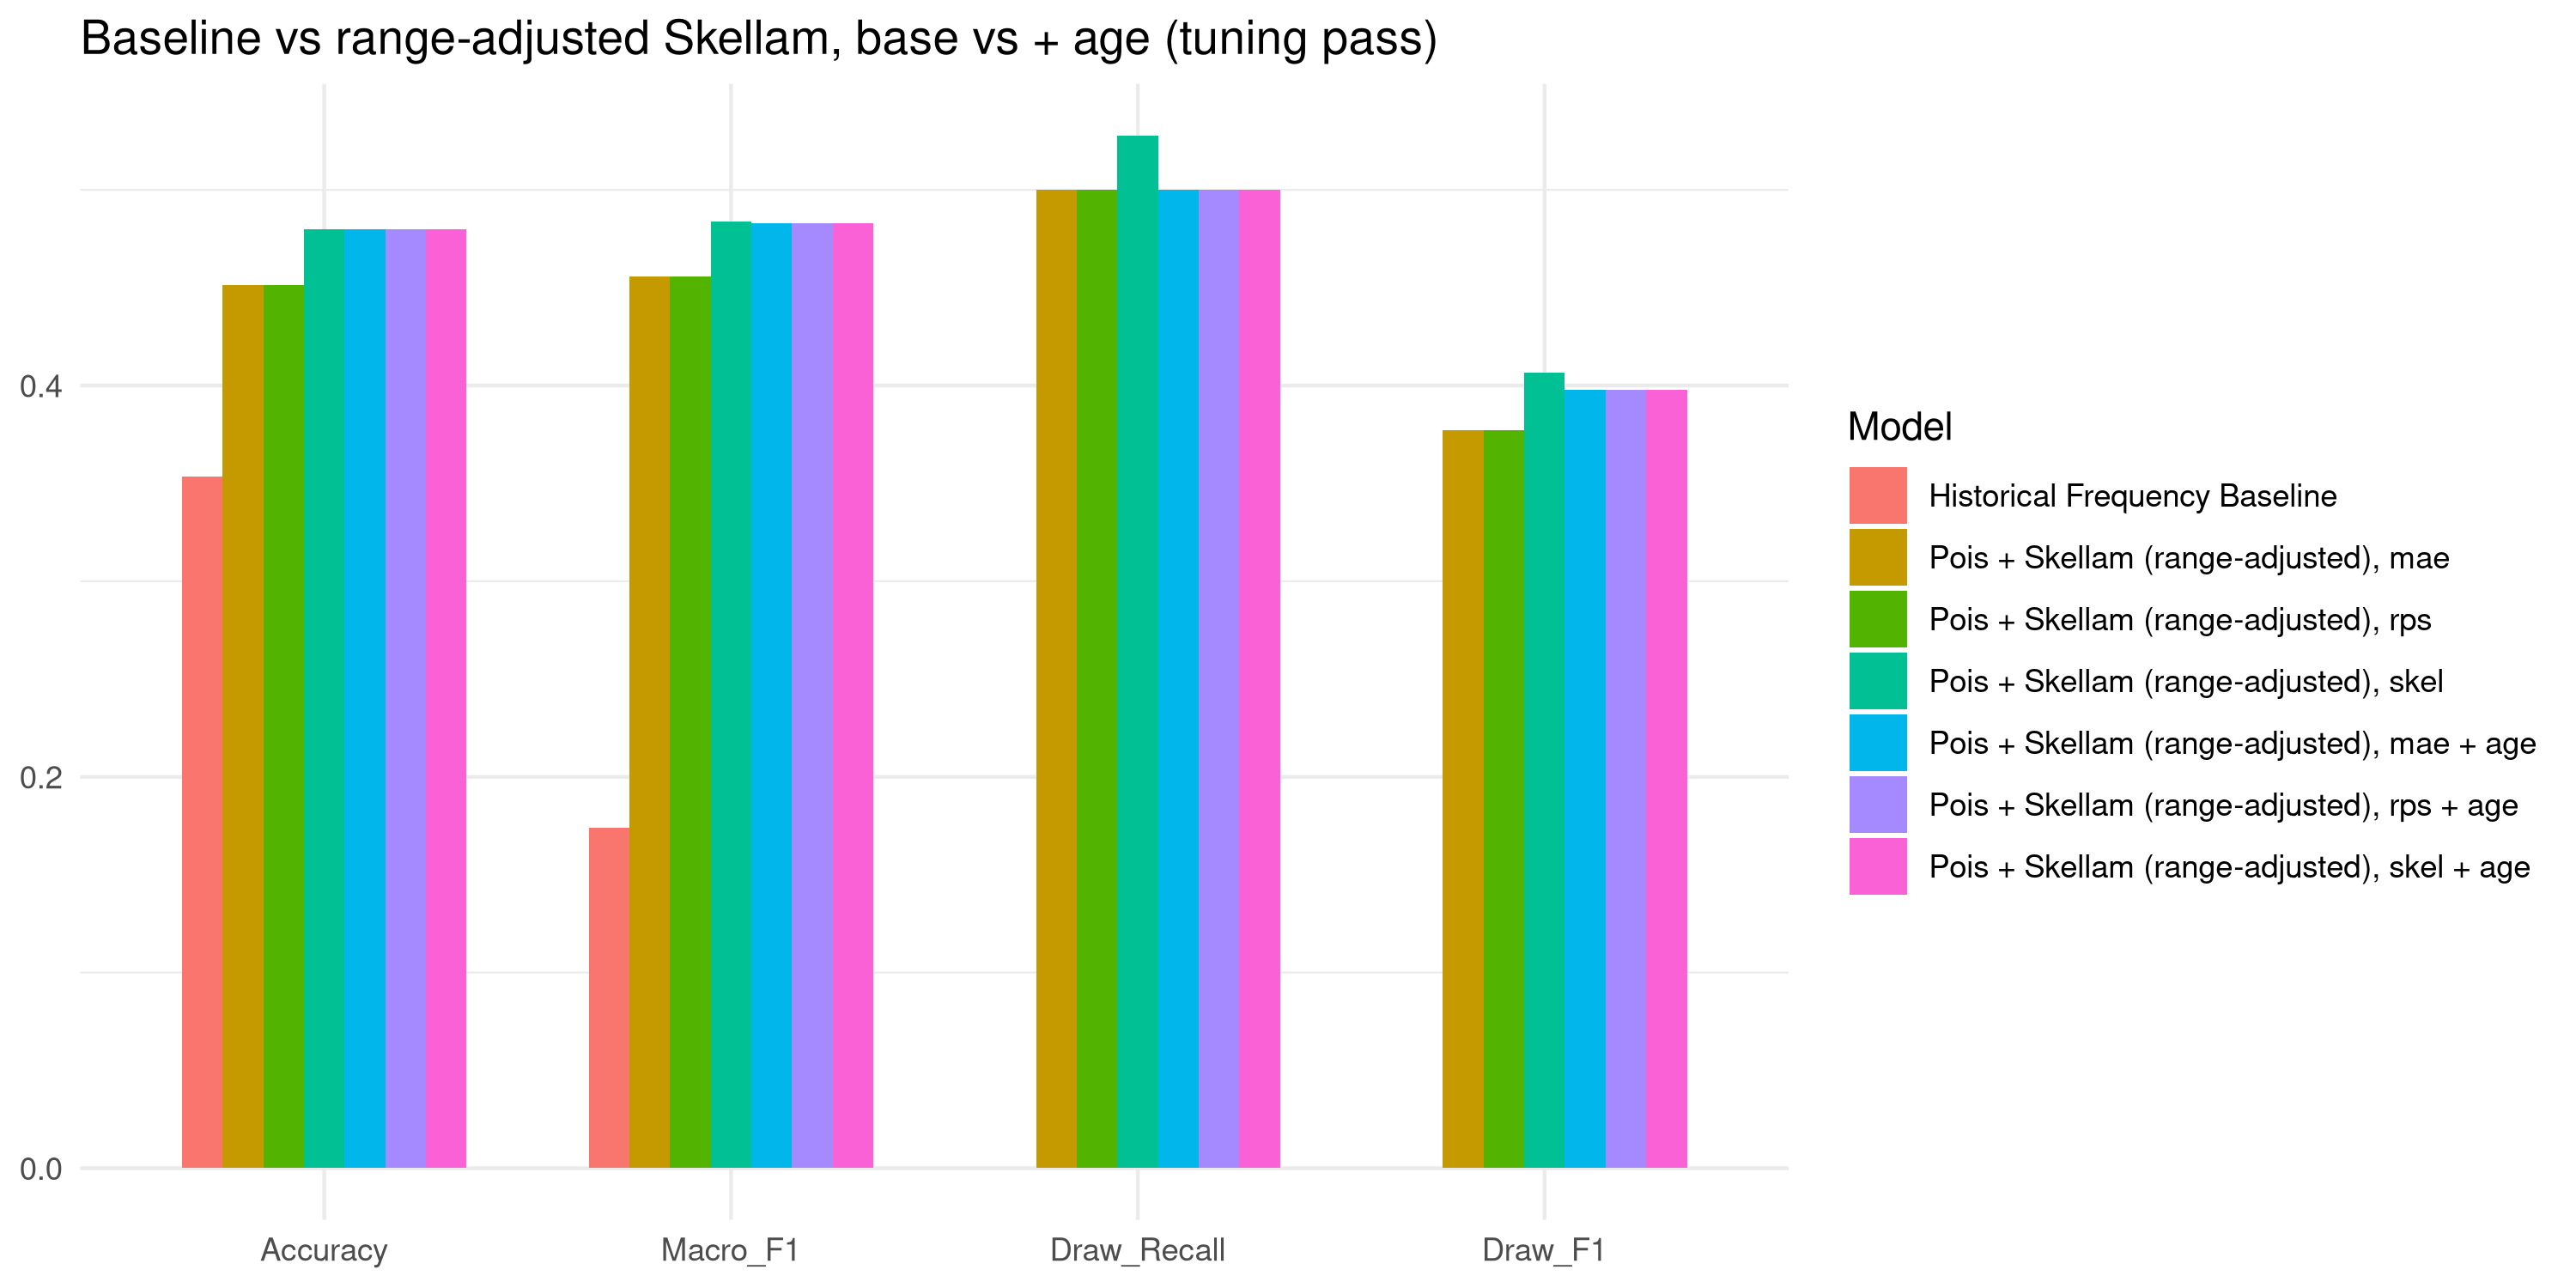 Baseline vs range-adjusted Skellam, base vs + age (tuning pass)
0.4
0.2
0.0
Accuracy
Macro_F1
Draw_Recall
Draw_F1
Model
Historical Frequency Baseline
Pois + Skellam (range-adjusted), mae
Pois + Skellam (range-adjusted), rps
Pois + Skellam (range-adjusted), skel
Pois + Skellam (range-adjusted), mae + age
Pois + Skellam (range-adjusted), rps + age
Pois + Skellam (range-adjusted), skel + age